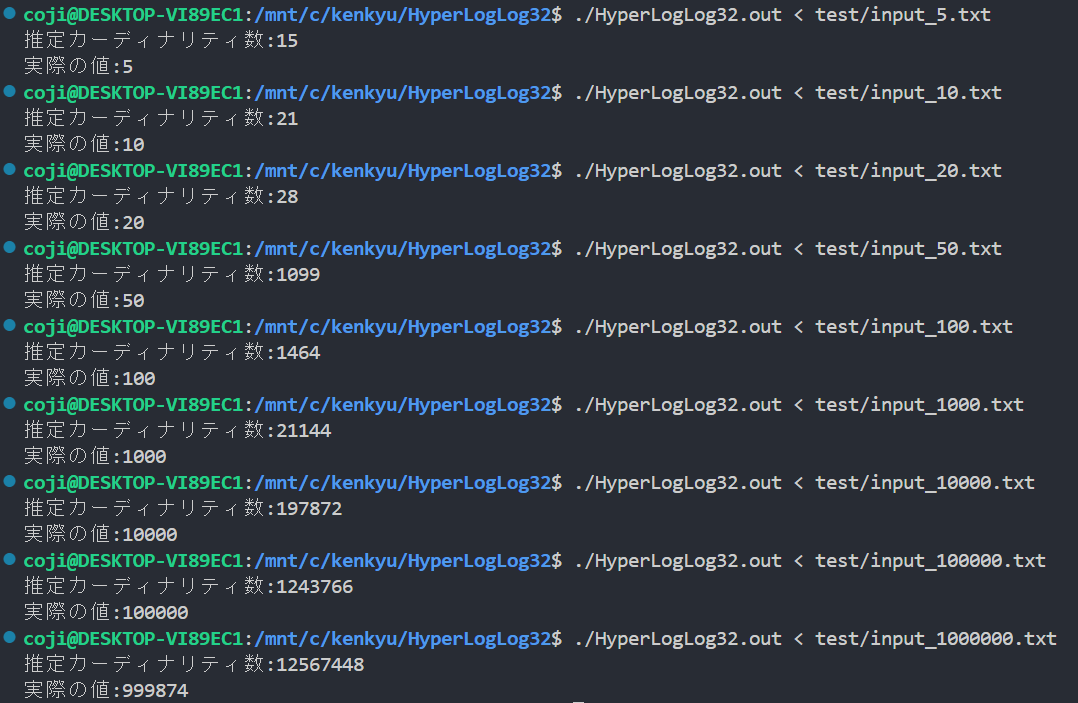 coji@DESKTOP-VI89EC1:/mnt/c/kenkyu/HyperLogLog32$ ./HyperLogLog32.out < test/input_5.txt
推定カーディナリティ数:15
実際の値:5
coji@DESKTOP-VI89EC1:/mnt/c/kenkyu/HyperLogLog32$ ./HyperLogLog32.out < test/input_10.txt
推定カーディナリティ数:21
実際の値:10
coji@DESKTOP-VI89EC1:/mnt/c/kenkyu/HyperLogLog32$ ./HyperLogLog32.out < test/input_20.txt
推定カーディナリティ数:28
実際の値:20
coji@DESKTOP-VI89EC1:/mnt/c/kenkyu/HyperLogLog32$ ./HyperLogLog32.out < test/input_50.txt
推定カーディナリティ数:1099
実際の値:50
coji@DESKTOP-VI89EC1:/mnt/c/kenkyu/HyperLogLog32$ ./HyperLogLog32.out < test/input_100.txt
推定カーディナリティ数:1464
実際の値:100
coji@DESKTOP-VI89EC1:/mnt/c/kenkyu/HyperLogLog32$ ./HyperLogLog32.out < test/input_1000.txt
推定カーディナリティ数:21144
実際の値:1000
coji@DESKTOP-VI89EC1:/mnt/c/kenkyu/HyperLogLog32$ ./HyperLogLog32.out < test/input_10000.txt
推定カーディナリティ数:197872
実際の値:10000
coji@DESKTOP-VI89EC1:/mnt/c/kenkyu/HyperLogLog32$ ./HyperLogLog32.out < test/input_100000.txt
推定カーディナリティ数:1243766
実際の値:100000
coji@DESKTOP-VI89EC1:/mnt/c/kenkyu/HyperLogLog32$ ./HyperLogLog32.out < test/input_1000000.txt
推定カーディナリティ数:12567448
実際の値:999874